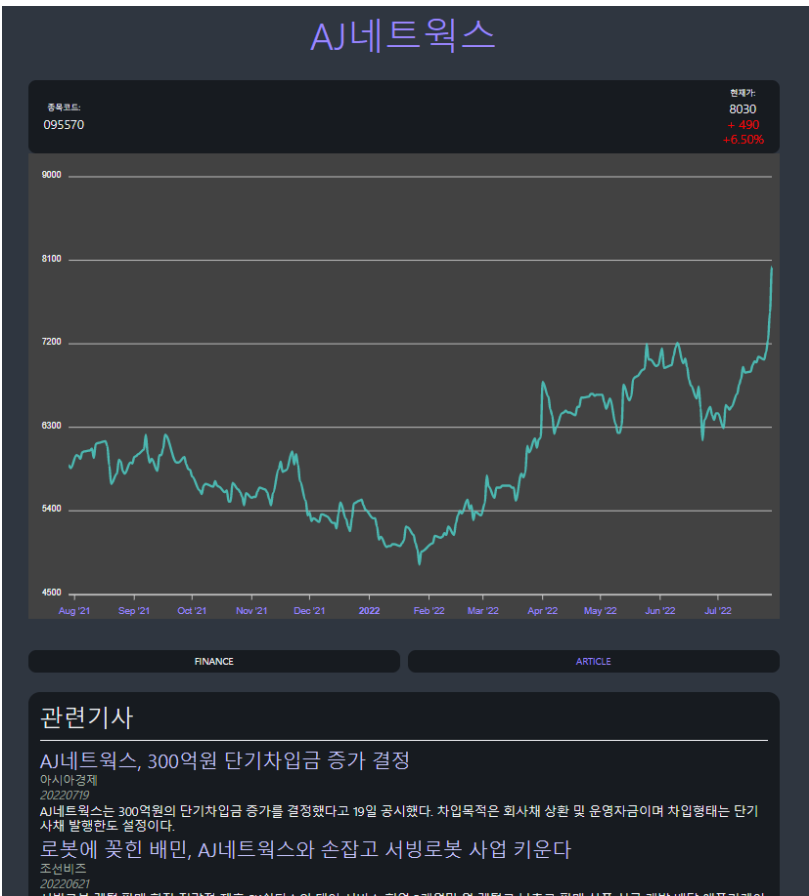 AJ네트웍스
종목코드:
095570
현재가:
8030
+ 490
+6.50%
9000
8100
7200
6300
5400
4500
Aug '21 Sep '21 Oct '21 Nov '21 Dec '21 2022 Feb '22 Mar '22 Apr '22 May '22 Jun '22 Jul '22
FINANCE ARTICLE
관련기사
AJ네트웍스, 300억원 단기차입금 증가 결정
아시아경제
20220719
AJ네트웍스는 300억원의 단기차입금 증가를 결정했다고 19일 공시했다. 차입목적은 회사채 상환 및 운영자금이며 차입형태는 단기
사채 발행한도 설정이다.
로봇에 꽂힌 배민, AJ네트웍스와 손잡고 서빙로봇 사업 키운다
조선비즈
20220621